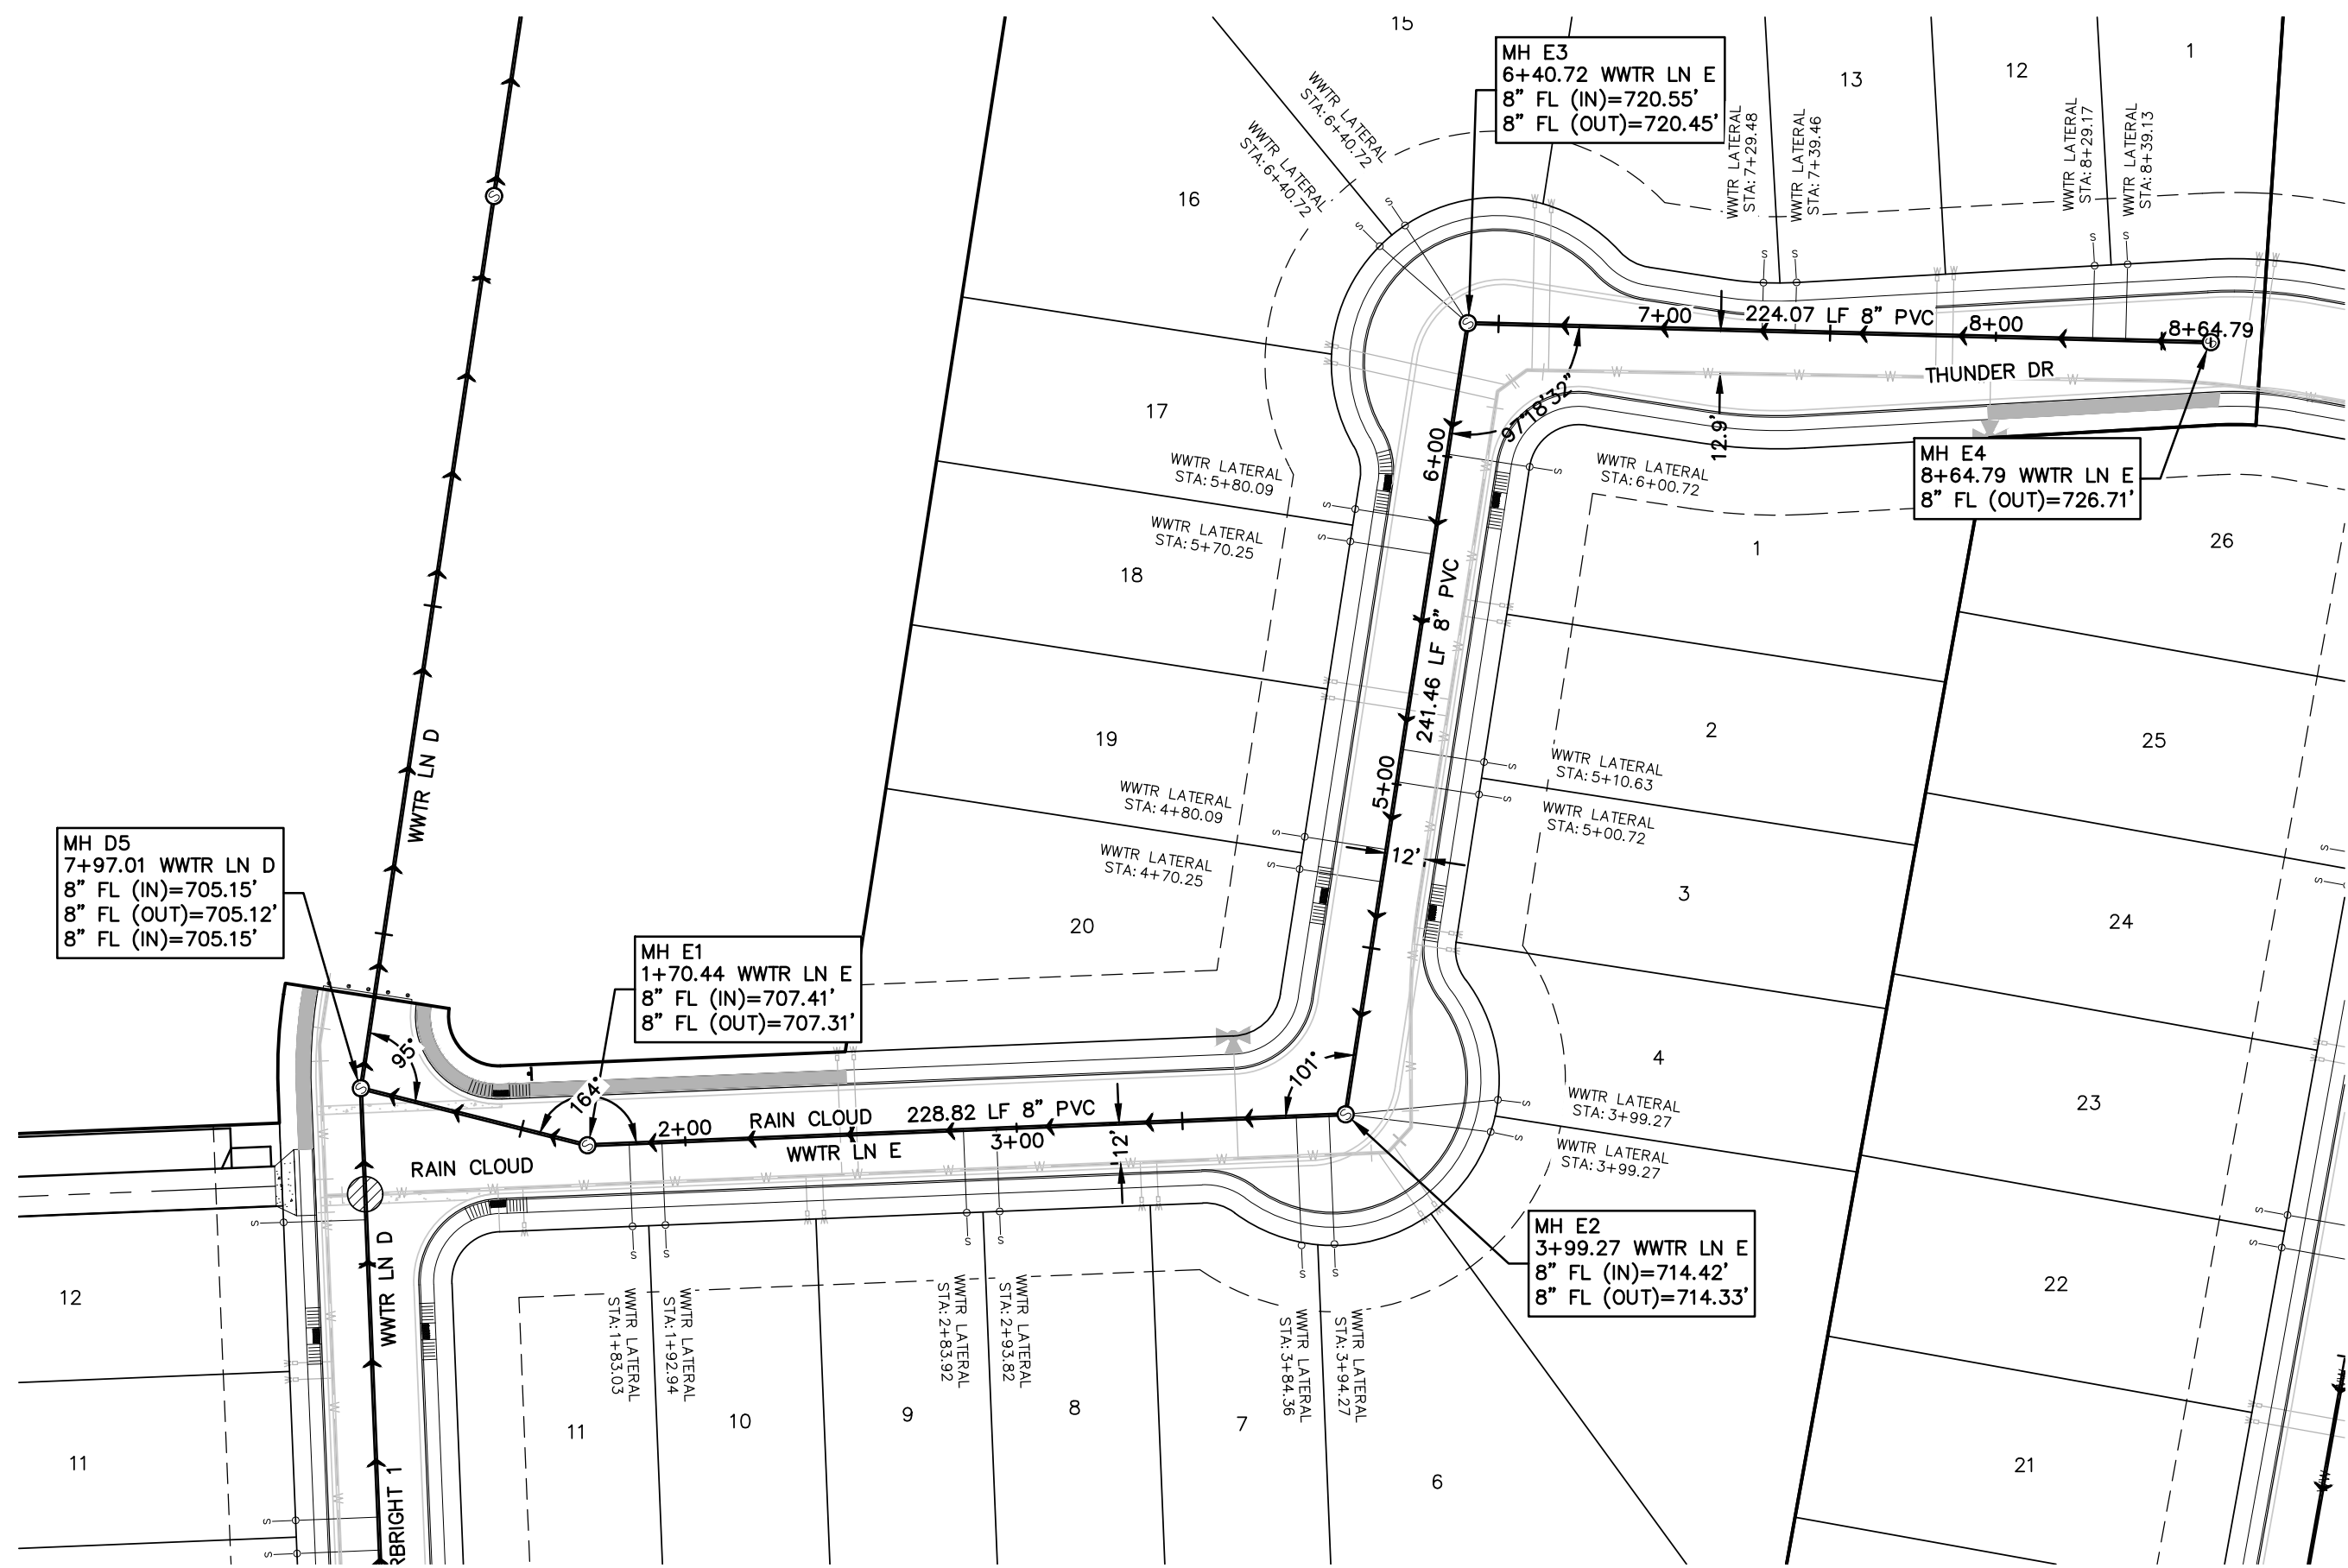 15
MH E3
6+40.72 WWTR LN E
8" FL (IN)=720.55'
8" FL (OUT)=720.45'
13
12
1
WWTR LATERAL
STA:6+40.72
WWTR LATERAL
STA:6+40.72
WWTR LATERAL
STA:7+29.48
WWTR LATERAL
STA:7+39.46
WWTR LATERAL
STA:8+29.17
WWTR LATERAL
STA:8+39.13
16
7+00
224.07 LF 8" PVC
8+00
8+64.79
THUNDER DR
97°18'32"
12.9'
6+00
17
MH E4
8+64.79 WWTR LN E
8" FL (OUT)=726.71'
WWTR LATERAL
STA:5+80.09
WWTR LATERAL
STA:6+00.72
WWTR LATERAL
STA:5+70.25
1
26
18
241.46 LF 8" PVC
2
25
19
WWTR LN D
WWTR LATERAL
STA:5+10.63
5+00
WWTR LATERAL
STA:4+80.09
WWTR LATERAL
STA:5+00.72
12'
WWTR LATERAL
STA:4+70.25
MH D5
7+97.01 WWTR LN D
8" FL (IN)=705.15'
8" FL (OUT)=705.12'
8" FL (IN)=705.15'
3
24
20
MH E1
1+70.44 WWTR LN E
8" FL (IN)=707.41'
8" FL (OUT)=707.31'
95°
164°
101°
4
23
WWTR LATERAL
STA:3+99.27
WWTR LATERAL
STA:3+99.27
2+00
RAIN CLOUD
228.82 LF 8" PVC
3+00
WWTR LN E
12'
RAIN CLOUD
MH E2
3+99.27 WWTR LN E
8" FL (IN)=714.42'
8" FL (OUT)=714.33'
WWTR LN D
12
22
WWTR LATERAL
STA:1+83.03
WWTR LATERAL
STA:1+92.94
WWTR LATERAL
STA:2+83.92
WWTR LATERAL
STA:2+93.82
WWTR LATERAL
STA:3+84.36
WWTR LATERAL
STA:3+94.27
11
11
10
9
8
7
6
21
RBRIGHT 1